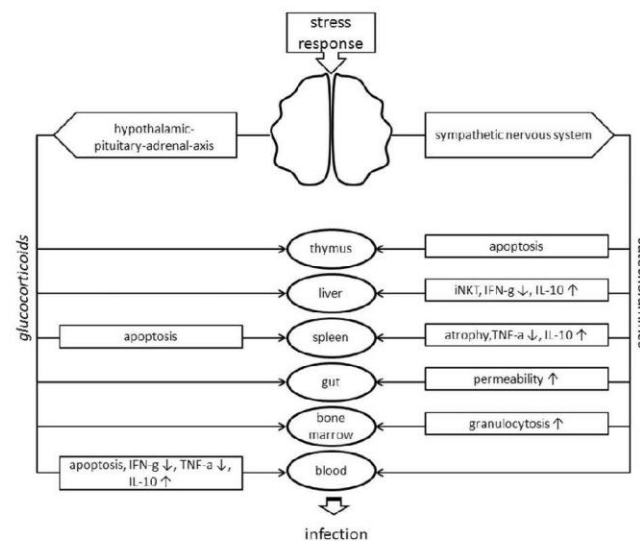 stress
response
hypothalamic-
pituitary-adrenal-axis
sympathetic nervous system
glucocorticoids
thymus
apoptosis
liver
iNKT, IFN-g ↓, IL-10 ↑
apoptosis
spleen
atrophy,TNF-a ↓, IL-10 ↑
gut
permeability ↑
bone
marrow
granulocytosis ↑
apoptosis, IFN-g ↓, TNF-a ↓,
IL-10 ↑
blood
infection